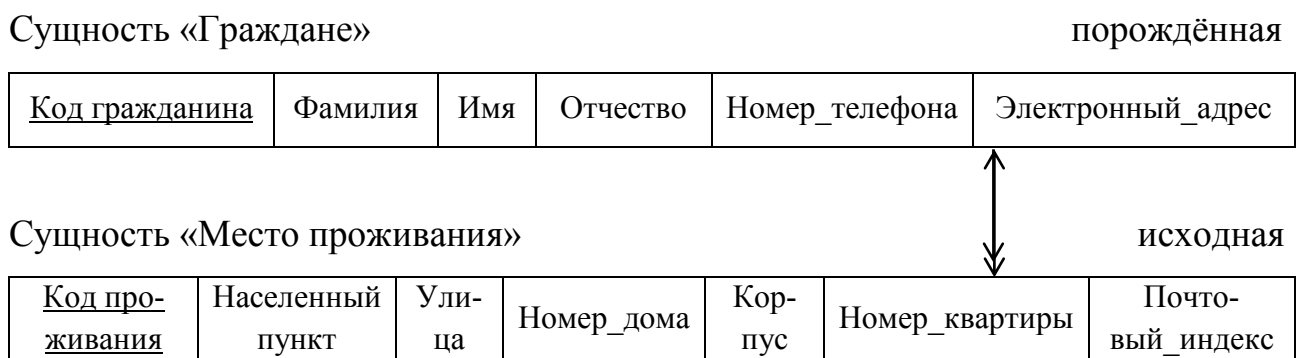 Сущность «Граждане» порождённая
Код гражданина Фамилия Имя Отчество Номер_телефона Электронный_адрес
Сущность «Место проживания» исходная
Код про-
живания
Населенный
пункт
Ули-
ца
Номер_дома
Кор-
пус
Номер_квартиры
Почто-
вый_индекс